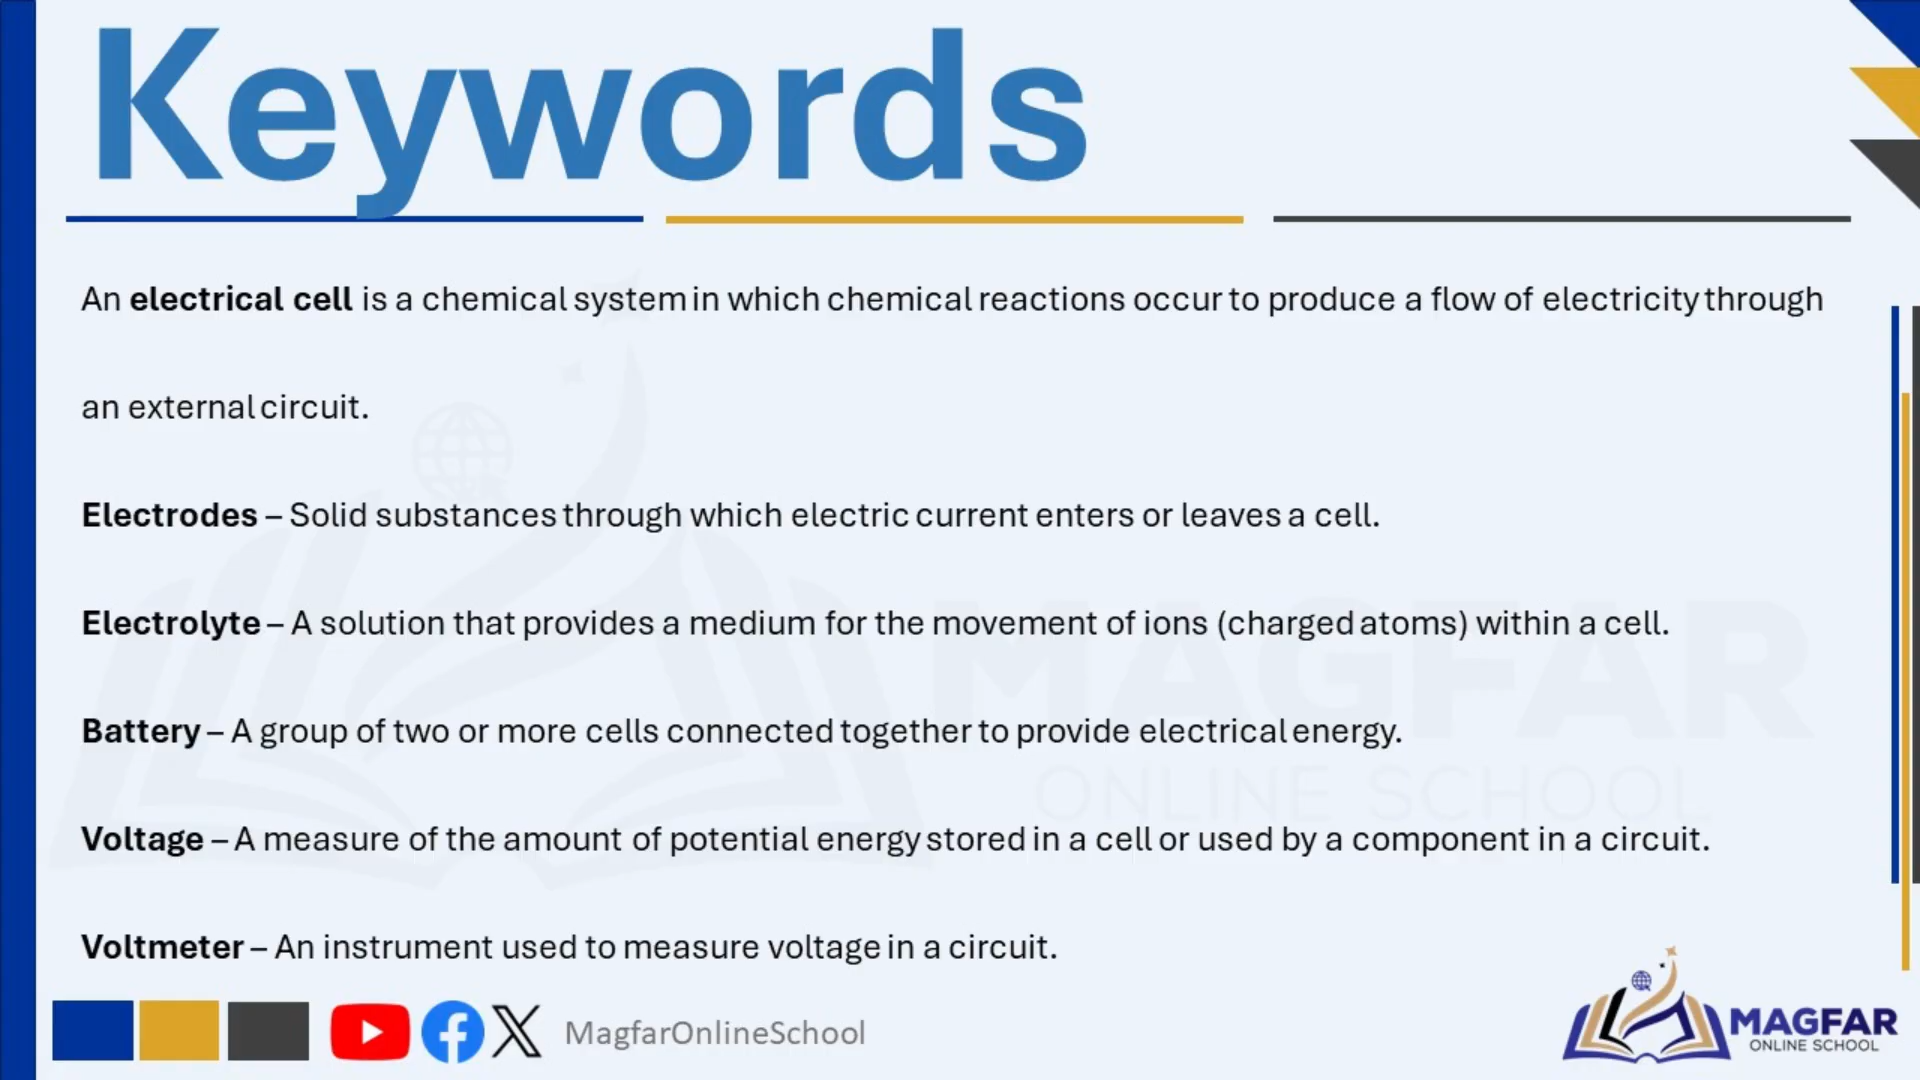 Keywords
An electrical cell is a chemical system in which chemical reactions occur to produce a flow of electricity through
an external circuit.
Electrodes – Solid substances through which electric current enters or leaves a cell.
Electrolyte – A solution that provides a medium for the movement of ions (charged atoms) within a cell.
Battery – A group of two or more cells connected together to provide electrical energy.
Voltage – A measure of the amount of potential energy stored in a cell or used by a component in a circuit.
Voltmeter – An instrument used to measure voltage in a circuit.
MAGFAR
ONLINE SCHOOL
MagfarOnlineSchool
MAGFAR
ONLINE SCHOOL